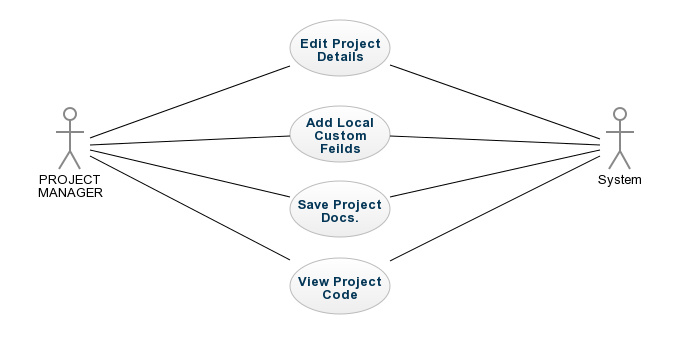 Edit Project
Details
Add Local
Custom
Feilds
PROJECT
MANAGER
System
Save Project
Docs.
View Project
Code